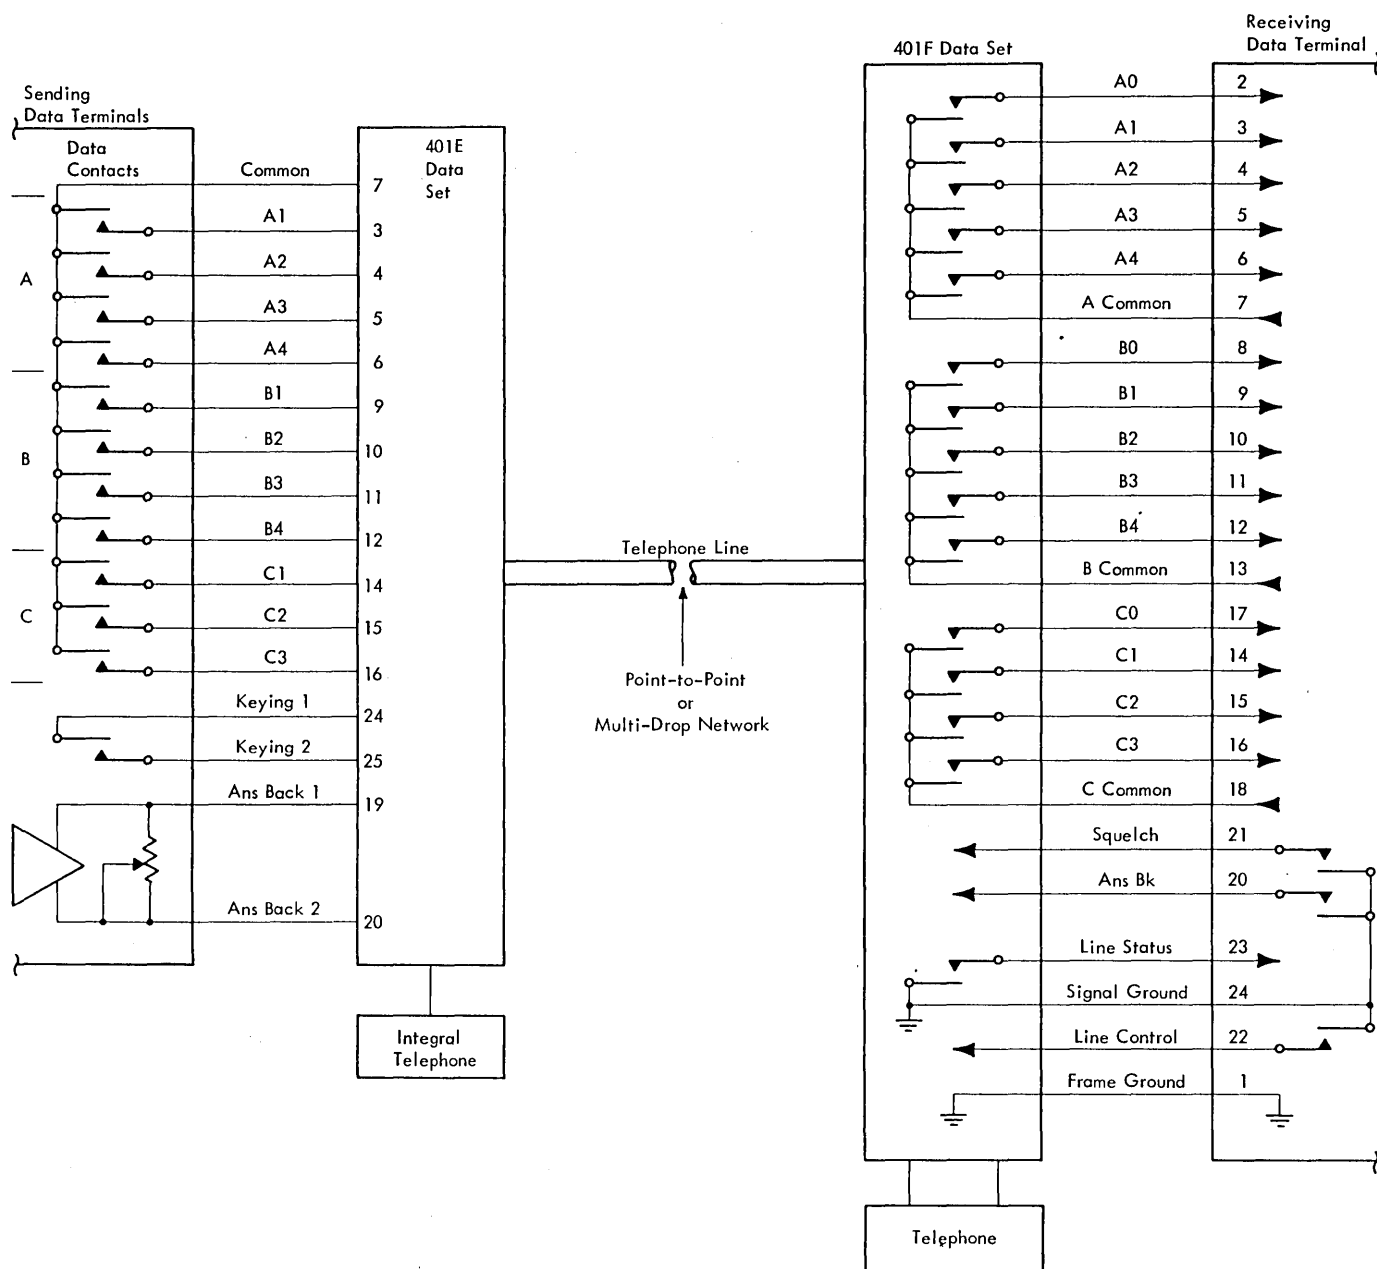 Sending
Data Terminals
Data
Contacts
A
B
C
Common
A1
A2
A3
A4
B1
B2
B3
B4
C1
C2
C3
Keying 1
Keying 2
Ans Back 1
Ans Back 2
401E
Data
Set
7
3
4
5
6
9
10
11
12
14
15
16
24
25
19
20
Integral
Telephone
Telephone Line
Point-to-Point
or
Multi-Drop Network
401F Data Set
Receiving
Data Terminal
A0 2
A1 3
A2 4
A3 5
A4 6
A Common 7
B0 8
B1 9
B2 10
B3 11
B4 12
B Common 13
C0 17
C1 14
C2 15
C3 16
C Common 18
Squelch 21
Ans Bk 20
Line Status 23
Signal Ground 24
Line Control 22
Frame Ground 1
Telephone